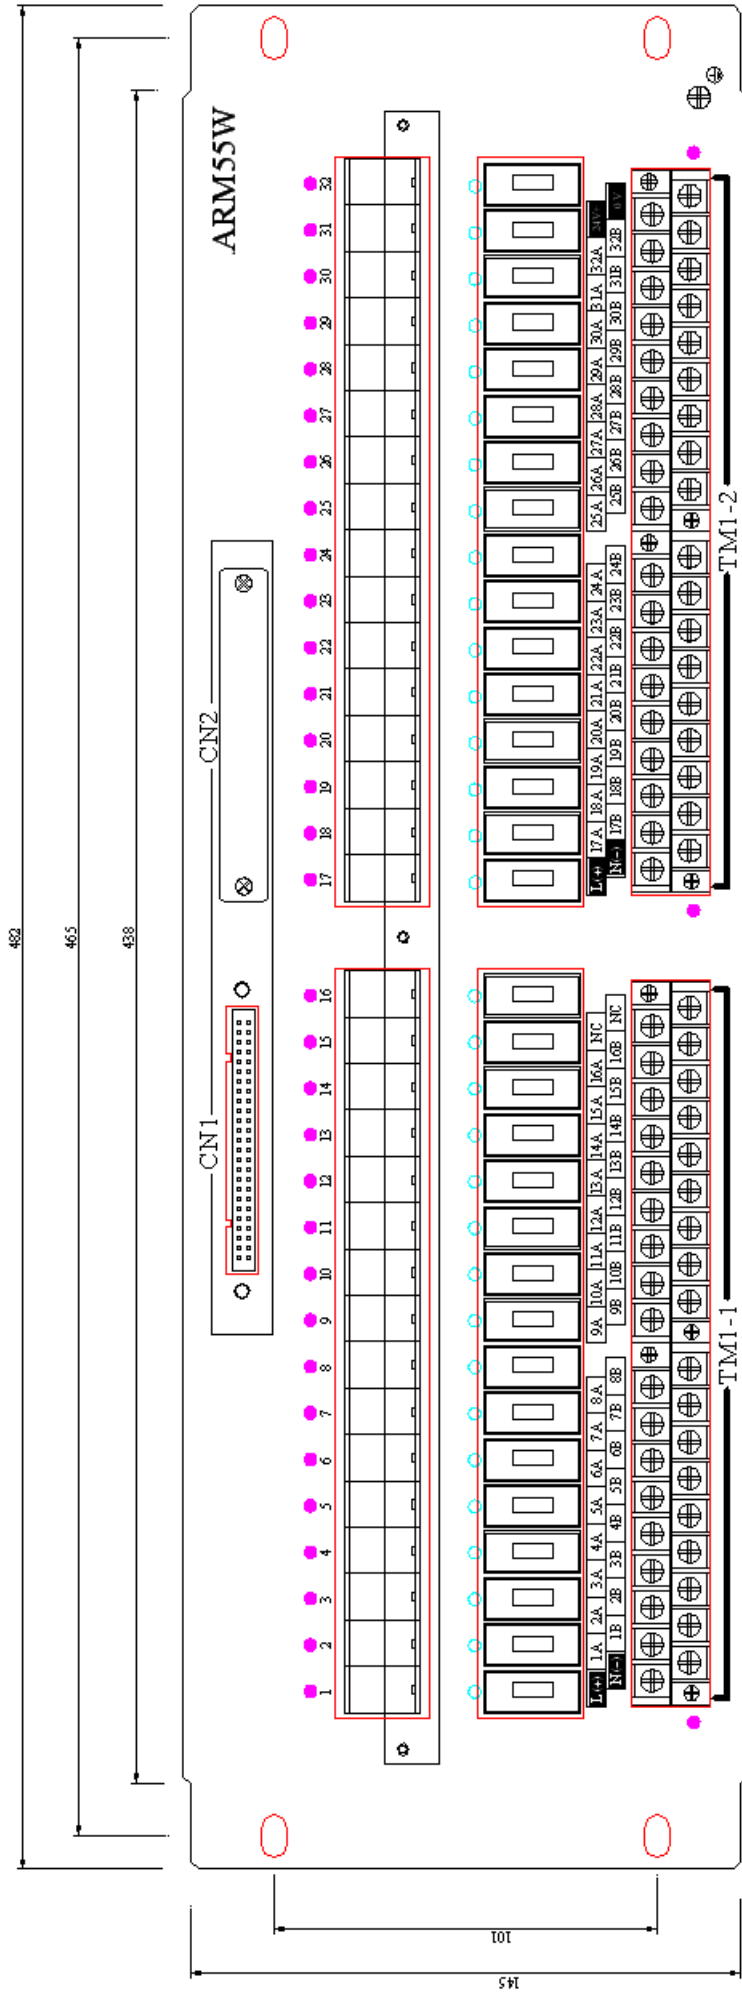 482
465
438
CN1 CN2
ARM55W
1 2 3 4 5 6 7 8 9 10 11 12 13 14 15 16 17 18 19 20 21 22 23 24 25 26 27 28 29 30 31 32
L(+) 1A 2A 3A 4A 5A 6A 7A 8A 9A 10A 11A 12A 13A 14A 15A 16A NC L(+) 17A 18A 19A 20A 21A 22A 23A 24A 25A 26A 27A 28A 29A 30A 31A 32A 24V+
N(-) 1B 2B 3B 4B 5B 6B 7B 8B 9B 10B 11B 12B 13B 14B 15B 16B NC N(-) 17B 18B 19B 20B 21B 22B 23B 24B 25B 26B 27B 28B 29B 30B 31B 32B 0V
TM1-1 TM1-2
101
145